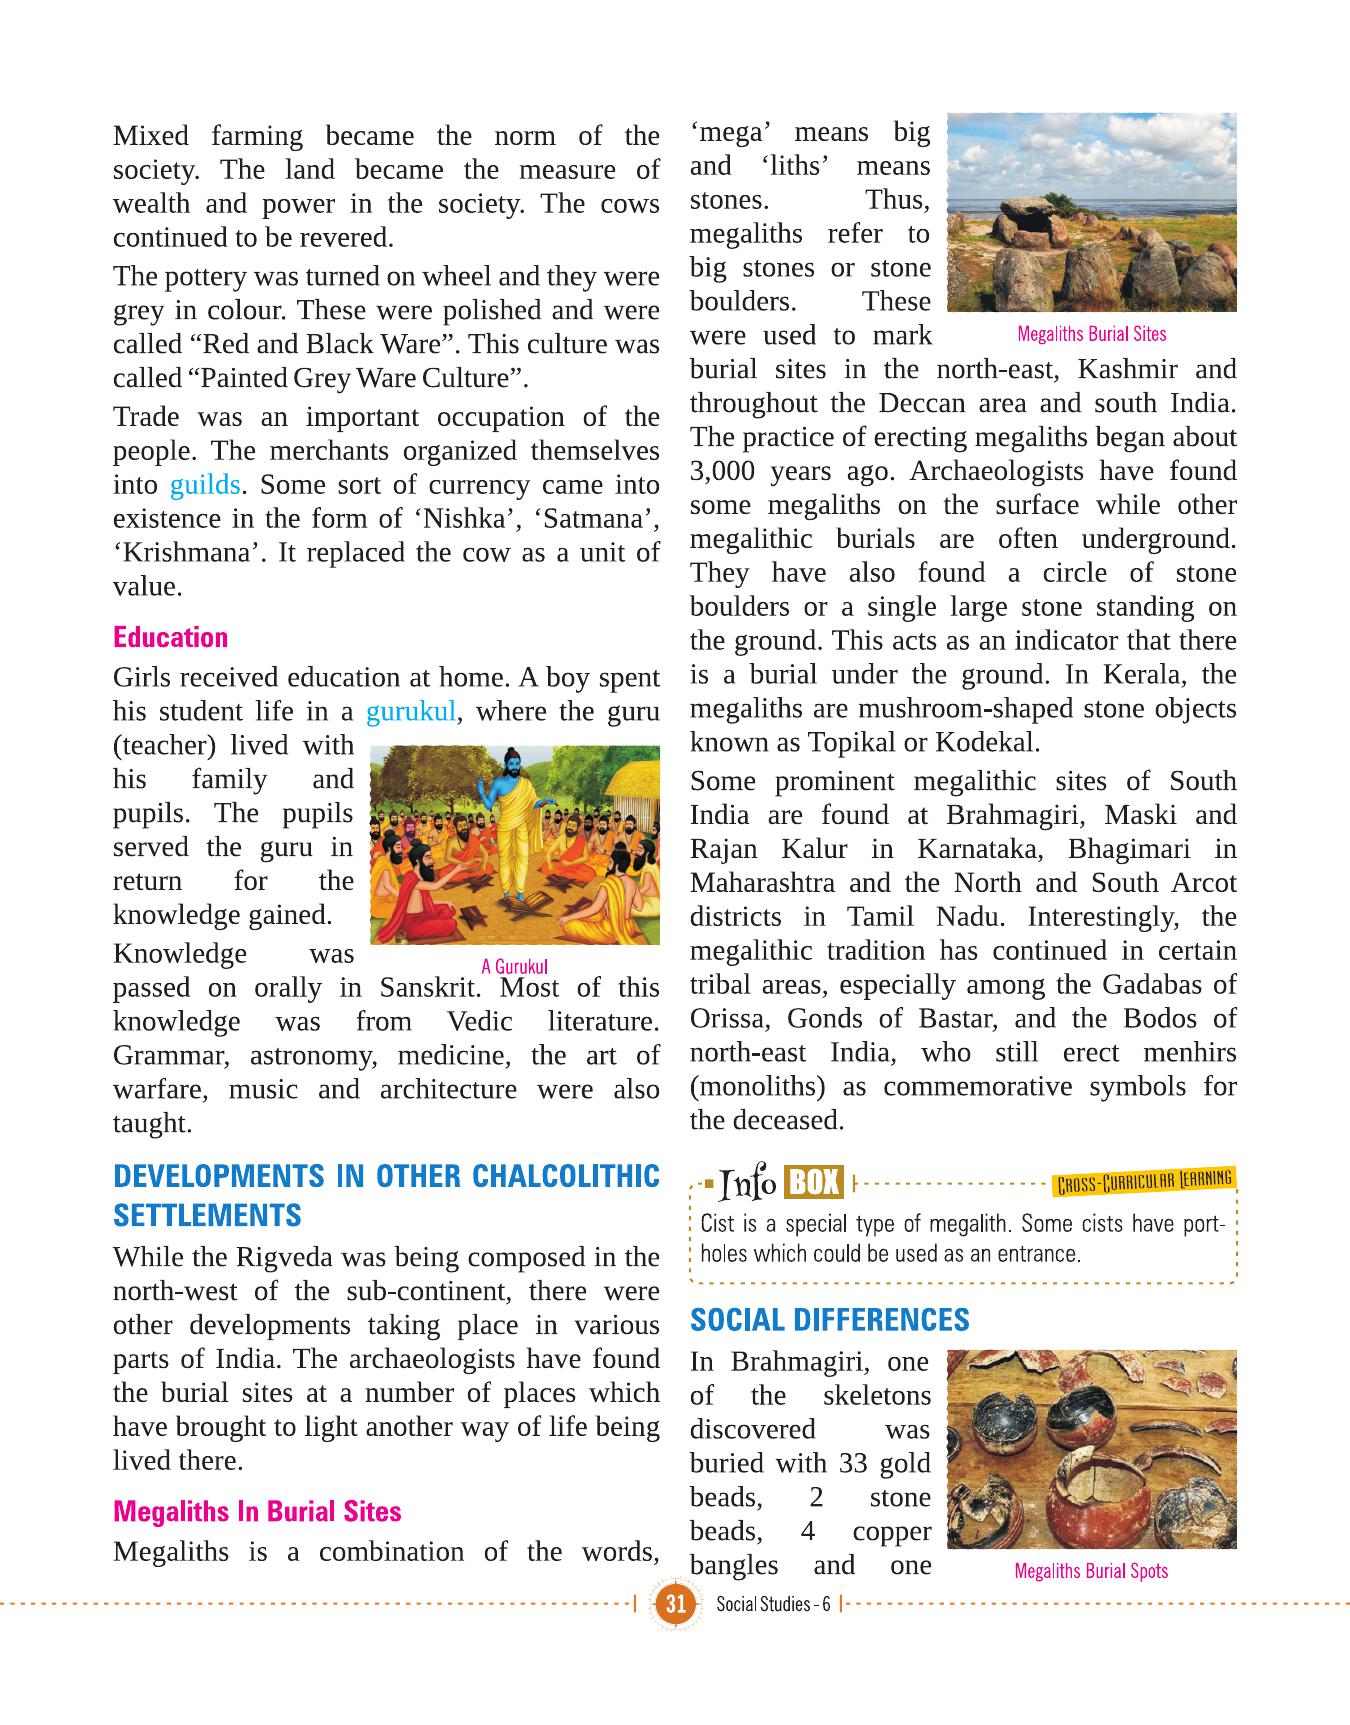 Mixed farming became the norm of the
society. The land became the measure of
wealth and power in the society. The cows
continued to be revered.
The pottery was turned on wheel and they were
grey in colour. These were polished and were
called “Red and Black Ware”. This culture was
called “Painted Grey Ware Culture”.
Trade was an important occupation of the
people. The merchants organized themselves
into guilds. Some sort of currency came into
existence in the form of ‘Nishka’, ‘Satmana’,
‘Krishmana’. It replaced the cow as a unit of
value.
Education
Girls received education at home. A boy spent
his student life in a gurukul, where the guru
(teacher) lived with
his family and
pupils. The pupils
served the guru in
return for the
knowledge gained.
A Gurukul
Knowledge was
passed on orally in Sanskrit. Most of this
knowledge was from Vedic literature.
Grammar, astronomy, medicine, the art of
warfare, music and architecture were also
taught.
DEVELOPMENTS IN OTHER CHALCOLITHIC
SETTLEMENTS
While the Rigveda was being composed in the
north-west of the sub-continent, there were
other developments taking place in various
parts of India. The archaeologists have found
the burial sites at a number of places which
have brought to light another way of life being
lived there.
Megaliths In Burial Sites
Megaliths is a combination of the words,
‘mega’ means big
and ‘liths’ means
stones. Thus,
megaliths refer to
big stones or stone
boulders. These
were used to mark
Megaliths Burial Sites
burial sites in the north-east, Kashmir and
throughout the Deccan area and south India.
The practice of erecting megaliths began about
3,000 years ago. Archaeologists have found
some megaliths on the surface while other
megalithic burials are often underground.
They have also found a circle of stone
boulders or a single large stone standing on
the ground. This acts as an indicator that there
is a burial under the ground. In Kerala, the
megaliths are mushroom-shaped stone objects
known as Topikal or Kodekal.
Some prominent megalithic sites of South
India are found at Brahmagiri, Maski and
Rajan Kalur in Karnataka, Bhagimari in
Maharashtra and the North and South Arcot
districts in Tamil Nadu. Interestingly, the
megalithic tradition has continued in certain
tribal areas, especially among the Gadabas of
Orissa, Gonds of Bastar, and the Bodos of
north-east India, who still erect menhirs
(monoliths) as commemorative symbols for
the deceased.
Info BOX
CROSS-CURRICULAR LEARNING
Cist is a special type of megalith. Some cists have port-
holes which could be used as an entrance.
SOCIAL DIFFERENCES
In Brahmagiri, one
of the skeletons
discovered was
buried with 33 gold
beads, 2 stone
beads, 4 copper
bangles and one
Megaliths Burial Spots
31 Social Studies - 6